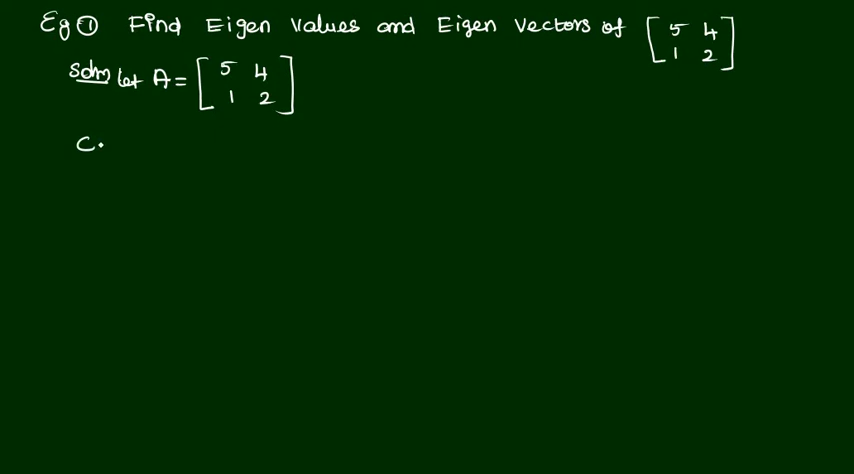 Eg ① Find Eigen Values and Eigen Vectors of [5 4
1 2]
Soln let A = [5 4
1 2]
C.